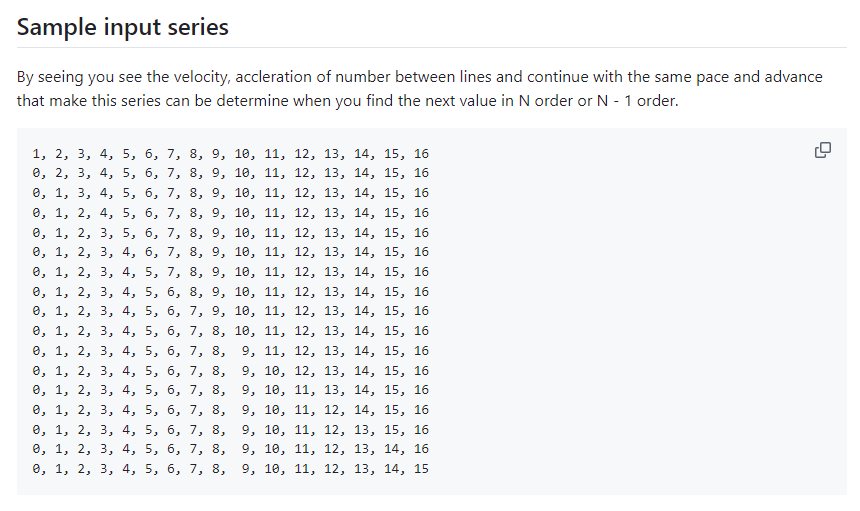 Sample input series
By seeing you see the velocity, accleration of number between lines and continue with the same pace and advance
that make this series can be determine when you find the next value in N order or N - 1 order.
1, 2, 3, 4, 5, 6, 7, 8, 9, 10, 11, 12, 13, 14, 15, 16
0, 2, 3, 4, 5, 6, 7, 8, 9, 10, 11, 12, 13, 14, 15, 16
0, 1, 3, 4, 5, 6, 7, 8, 9, 10, 11, 12, 13, 14, 15, 16
0, 1, 2, 4, 5, 6, 7, 8, 9, 10, 11, 12, 13, 14, 15, 16
0, 1, 2, 3, 5, 6, 7, 8, 9, 10, 11, 12, 13, 14, 15, 16
0, 1, 2, 3, 4, 6, 7, 8, 9, 10, 11, 12, 13, 14, 15, 16
0, 1, 2, 3, 4, 5, 7, 8, 9, 10, 11, 12, 13, 14, 15, 16
0, 1, 2, 3, 4, 5, 6, 8, 9, 10, 11, 12, 13, 14, 15, 16
0, 1, 2, 3, 4, 5, 6, 7, 9, 10, 11, 12, 13, 14, 15, 16
0, 1, 2, 3, 4, 5, 6, 7, 8, 10, 11, 12, 13, 14, 15, 16
0, 1, 2, 3, 4, 5, 6, 7, 8,  9, 11, 12, 13, 14, 15, 16
0, 1, 2, 3, 4, 5, 6, 7, 8,  9, 10, 12, 13, 14, 15, 16
0, 1, 2, 3, 4, 5, 6, 7, 8,  9, 10, 11, 13, 14, 15, 16
0, 1, 2, 3, 4, 5, 6, 7, 8,  9, 10, 11, 12, 14, 15, 16
0, 1, 2, 3, 4, 5, 6, 7, 8,  9, 10, 11, 12, 13, 15, 16
0, 1, 2, 3, 4, 5, 6, 7, 8,  9, 10, 11, 12, 13, 14, 16
0, 1, 2, 3, 4, 5, 6, 7, 8,  9, 10, 11, 12, 13, 14, 15